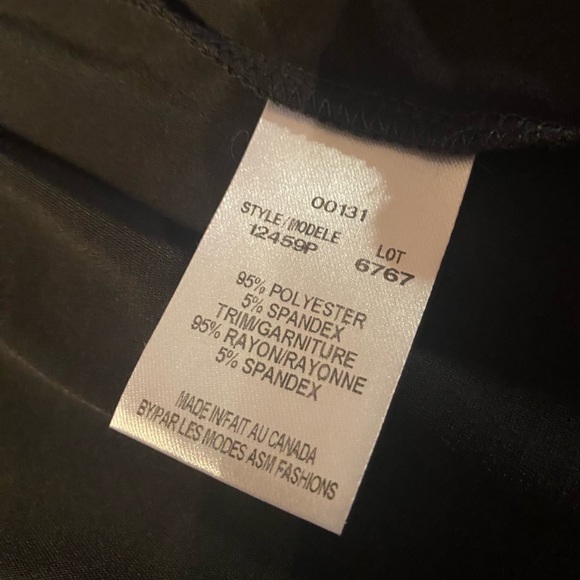 00131
STYLE/MODELE LOT
12459P 6767
95% POLYESTER
5% SPANDEX
TRIM/GARNITURE
95% RAYON/RAYONNE
5% SPANDEX
MADE IN/FAIT AU CANADA
BY/PAR LES MODES ASM FASHIONS